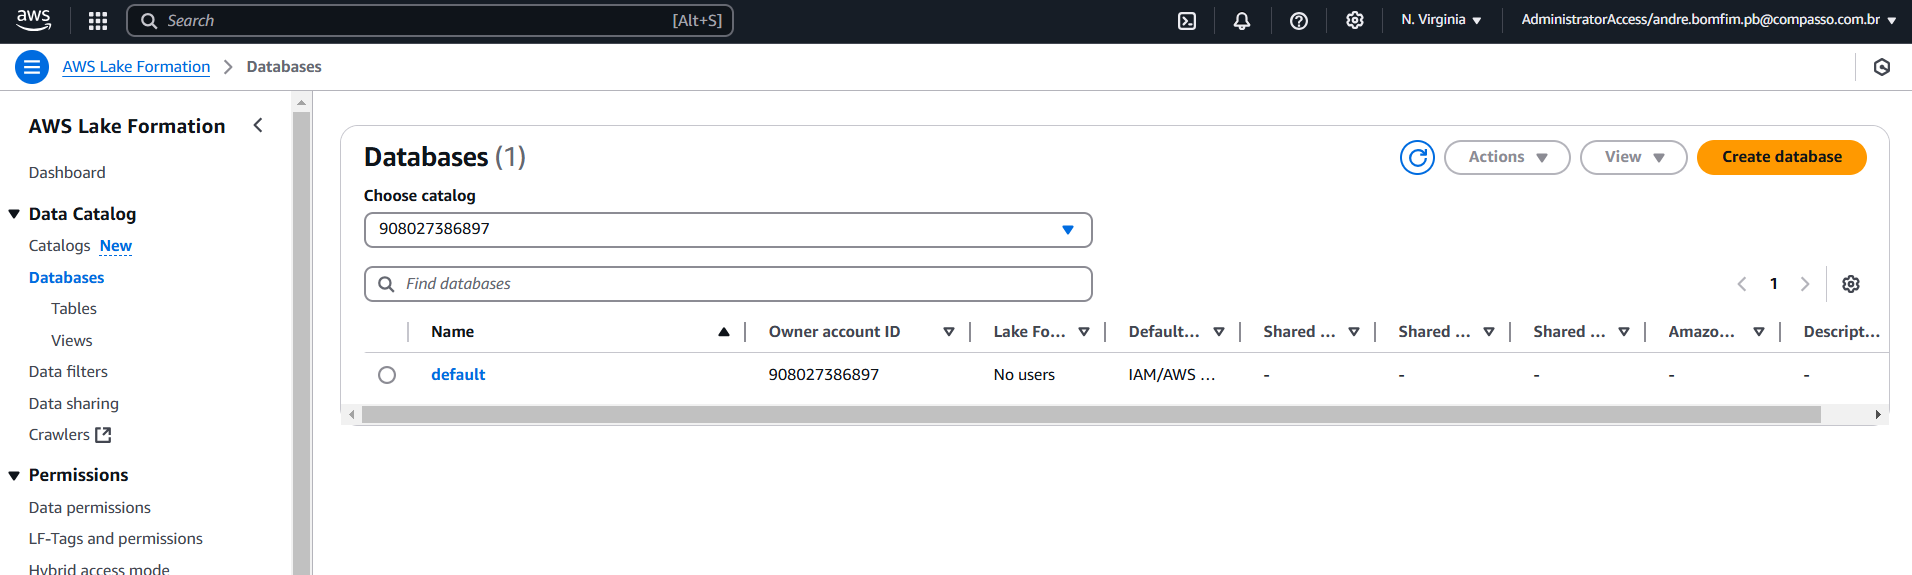 aws Search [Alt+S] N. Virginia AdministratorAccess/andre.bomfim.pb@compasso.com.br
AWS Lake Formation Databases
AWS Lake Formation
Dashboard
Data Catalog
Catalogs New
Databases
Tables
Views
Data filters
Data sharing
Crawlers
Permissions
Data permissions
LF-Tags and permissions
Hybrid access mode
Databases (1)
Actions View Create database
Choose catalog
908027386897
Find databases
1
Name Owner account ID Lake Fo... Default... Shared ... Shared ... Shared ... Amazo... Descript...
default 908027386897 No users IAM/AWS ... - - - - -